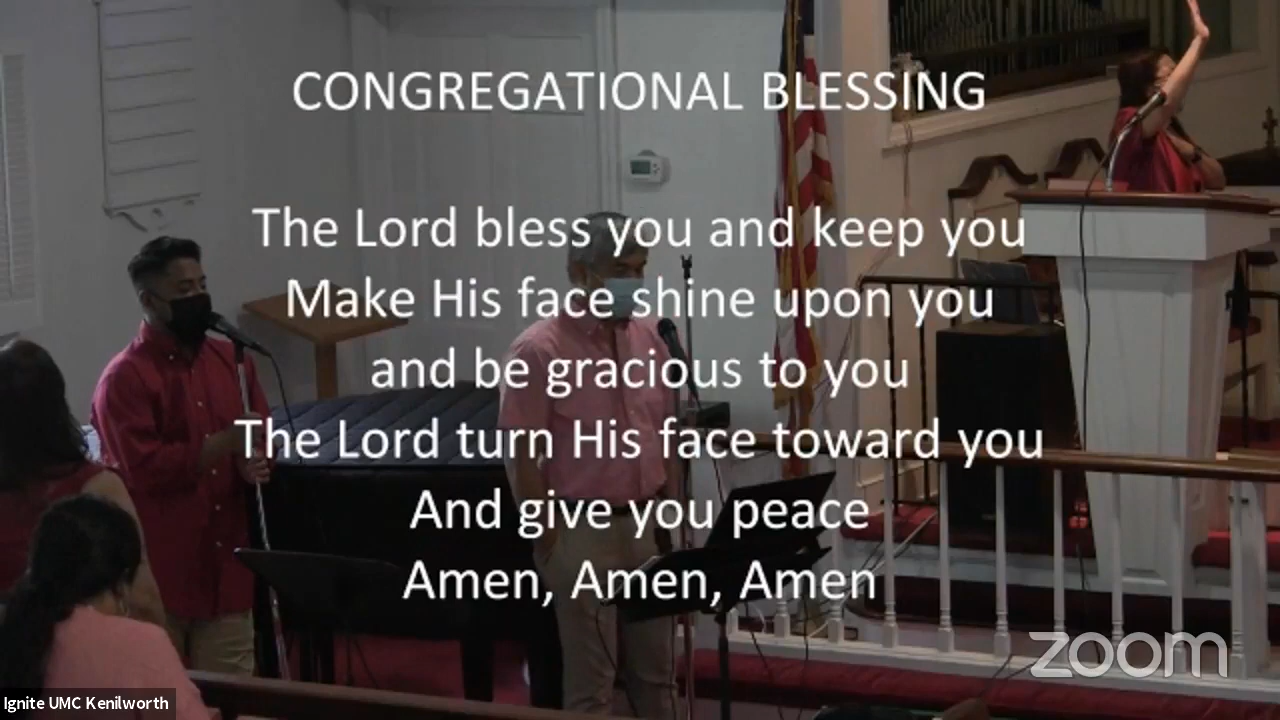 CONGREGATIONAL BLESSING
The Lord bless you and keep you
Make His face shine upon you
and be gracious to you
The Lord turn His face toward you
And give you peace
Amen, Amen, Amen
zoom
Ignite UMC Kenilworth